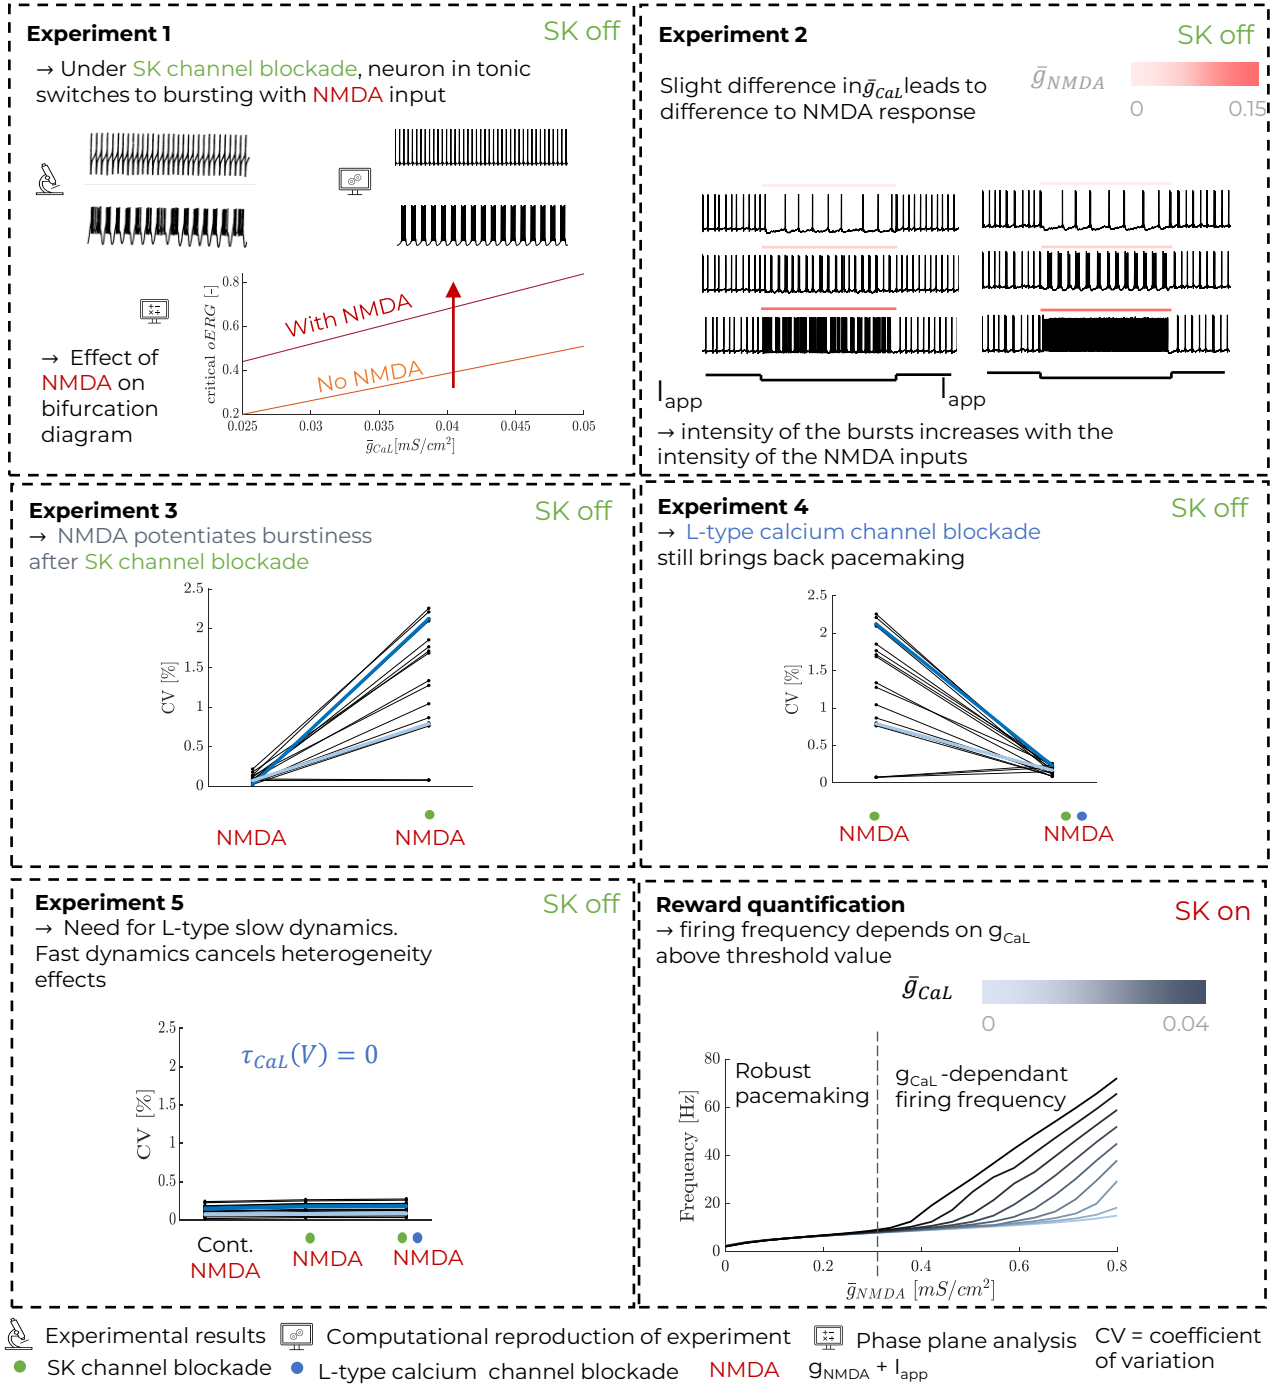 Experiment 1
SK off
→ Under SK channel blockade, neuron in tonic
switches to bursting with NMDA input
→ Effect of
NMDA on
bifurcation
diagram
critical oERG [-]
0.8
0.6
0.4
0.2
With NMDA
No NMDA
0.025
0.03
0.035
0.04
0.045
0.05
ḡCaL[mS/cm²]
Experiment 2
SK off
Slight difference in ḡCaL leads to
difference to NMDA response
ḡNMDA
0
0.15
Iapp
Iapp
→ intensity of the bursts increases with the
intensity of the NMDA inputs
Experiment 3
SK off
→ NMDA potentiates burstiness
after SK channel blockade
CV [%]
2.5
2
1.5
1
0.5
0
NMDA
NMDA
Experiment 4
SK off
→ L-type calcium channel blockade
still brings back pacemaking
CV [%]
2.5
2
1.5
1
0.5
0
NMDA
NMDA
Experiment 5
SK off
→ Need for L-type slow dynamics.
Fast dynamics cancels heterogeneity
effects
τCaL(V) = 0
CV [%]
2.5
2
1.5
1
0.5
0
Cont.
NMDA
NMDA
NMDA
Reward quantification
SK on
→ firing frequency depends on gCaL
above threshold value
ḡCaL
0
0.04
Robust
pacemaking
gCaL -dependant
firing frequency
Frequency [Hz]
80
60
40
20
0
0
0.2
0.4
0.6
0.8
ḡNMDA [mS/cm²]
Experimental results
Computational reproduction of experiment
Phase plane analysis
CV = coefficient
of variation
SK channel blockade
L-type calcium channel blockade
NMDA
gNMDA + Iapp